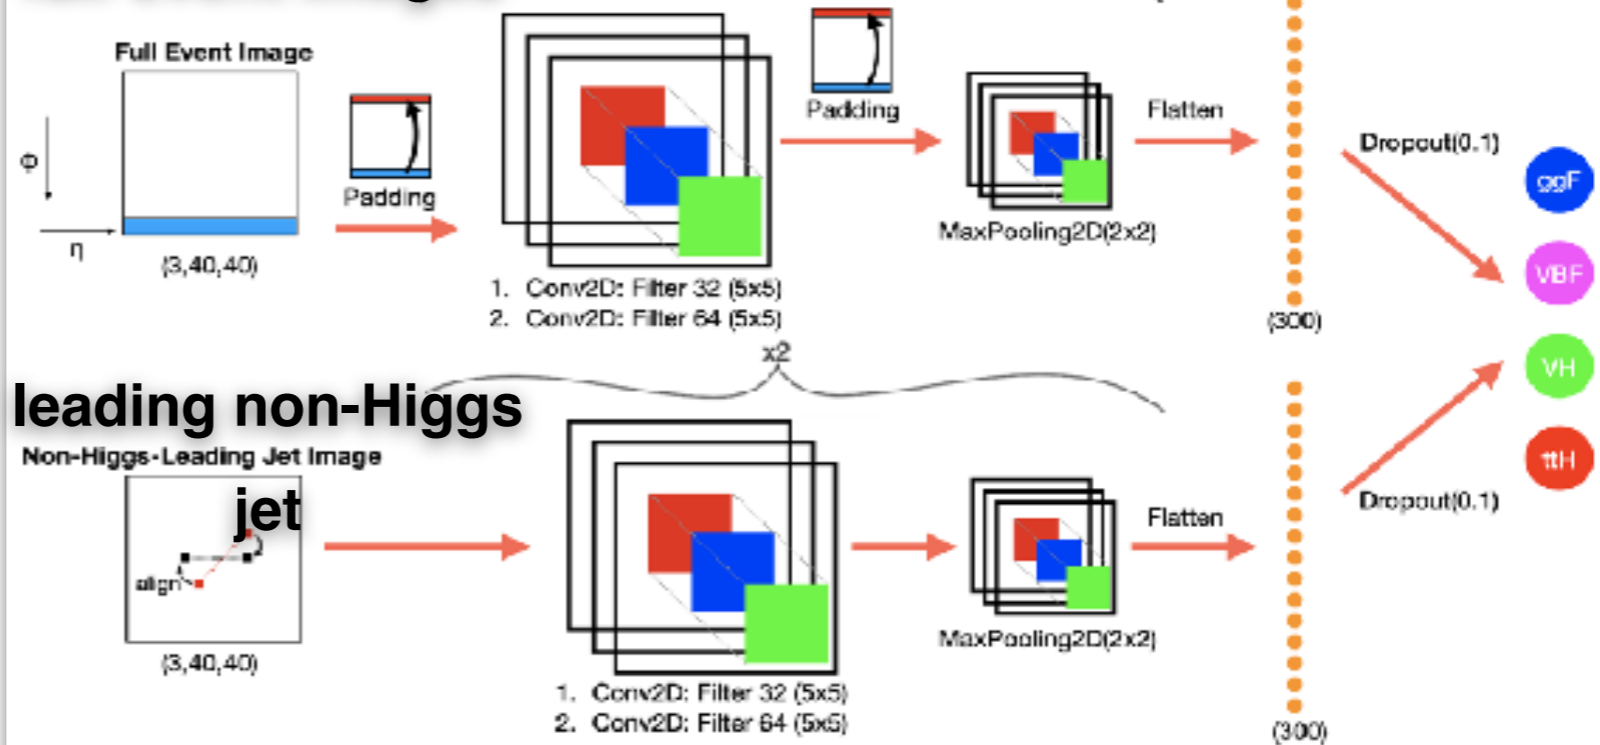 Full Event Image
Padding
Φ
η
(3,40,40)
Padding
1. Conv2D: Filter 32 (5x5)
2. Conv2D: Filter 64 (5x5)
MaxPooling2D(2x2)
Flatten
(300)
Dropout(0.1)
ggF
VBF
VH
ttH
x2
leading non-Higgs
jet
Non-Higgs-Leading Jet Image
align
(3,40,40)
1. Conv2D: Filter 32 (5x5)
2. Conv2D: Filter 64 (5x5)
MaxPooling2D(2x2)
Flatten
(300)
Dropout(0.1)